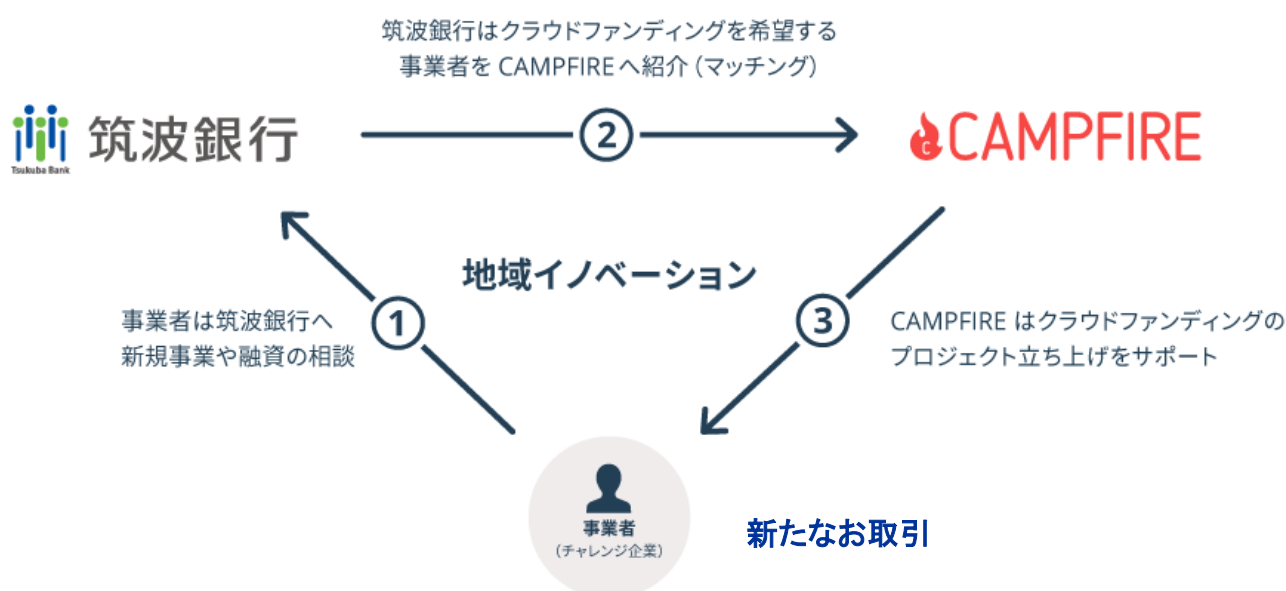 筑波銀行はクラウドファンディングを希望する
事業者を CAMPFIRE へ紹介（マッチング）
筑波銀行
Tsukuba Bank
2
CAMPFIRE
地域イノベーション
事業者は筑波銀行へ
新規事業や融資の相談
1
3
CAMPFIRE はクラウドファンディングの
プロジェクト立ち上げをサポート
事業者
（チャレンジ企業）
新たなお取引